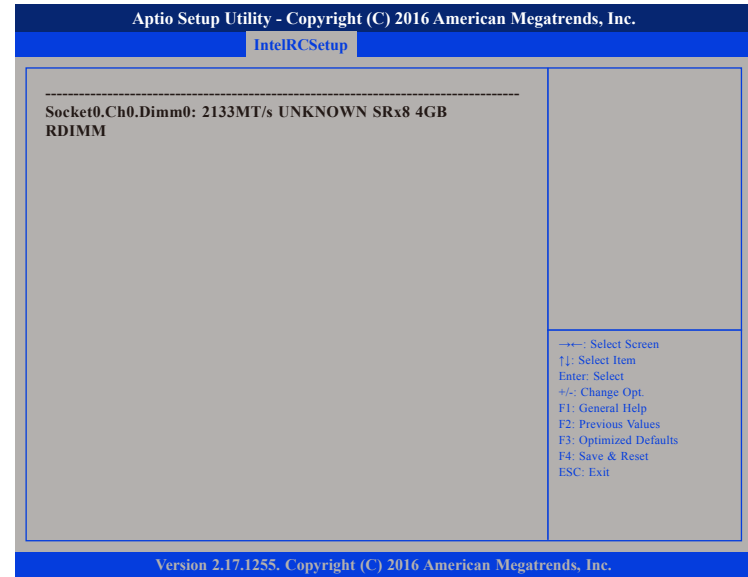 Aptio Setup Utility - Copyright (C) 2016 American Megatrends, Inc.
IntelRCSetup
--------------------------------------------------------------------------------------
Socket0.Ch0.Dimm0: 2133MT/s UNKNOWN SRx8 4GB
RDIMM
→←: Select Screen
↑↓: Select Item
Enter: Select
+/-: Change Opt.
F1: General Help
F2: Previous Values
F3: Optimized Defaults
F4: Save & Reset
ESC: Exit
Version 2.17.1255. Copyright (C) 2016 American Megatrends, Inc.